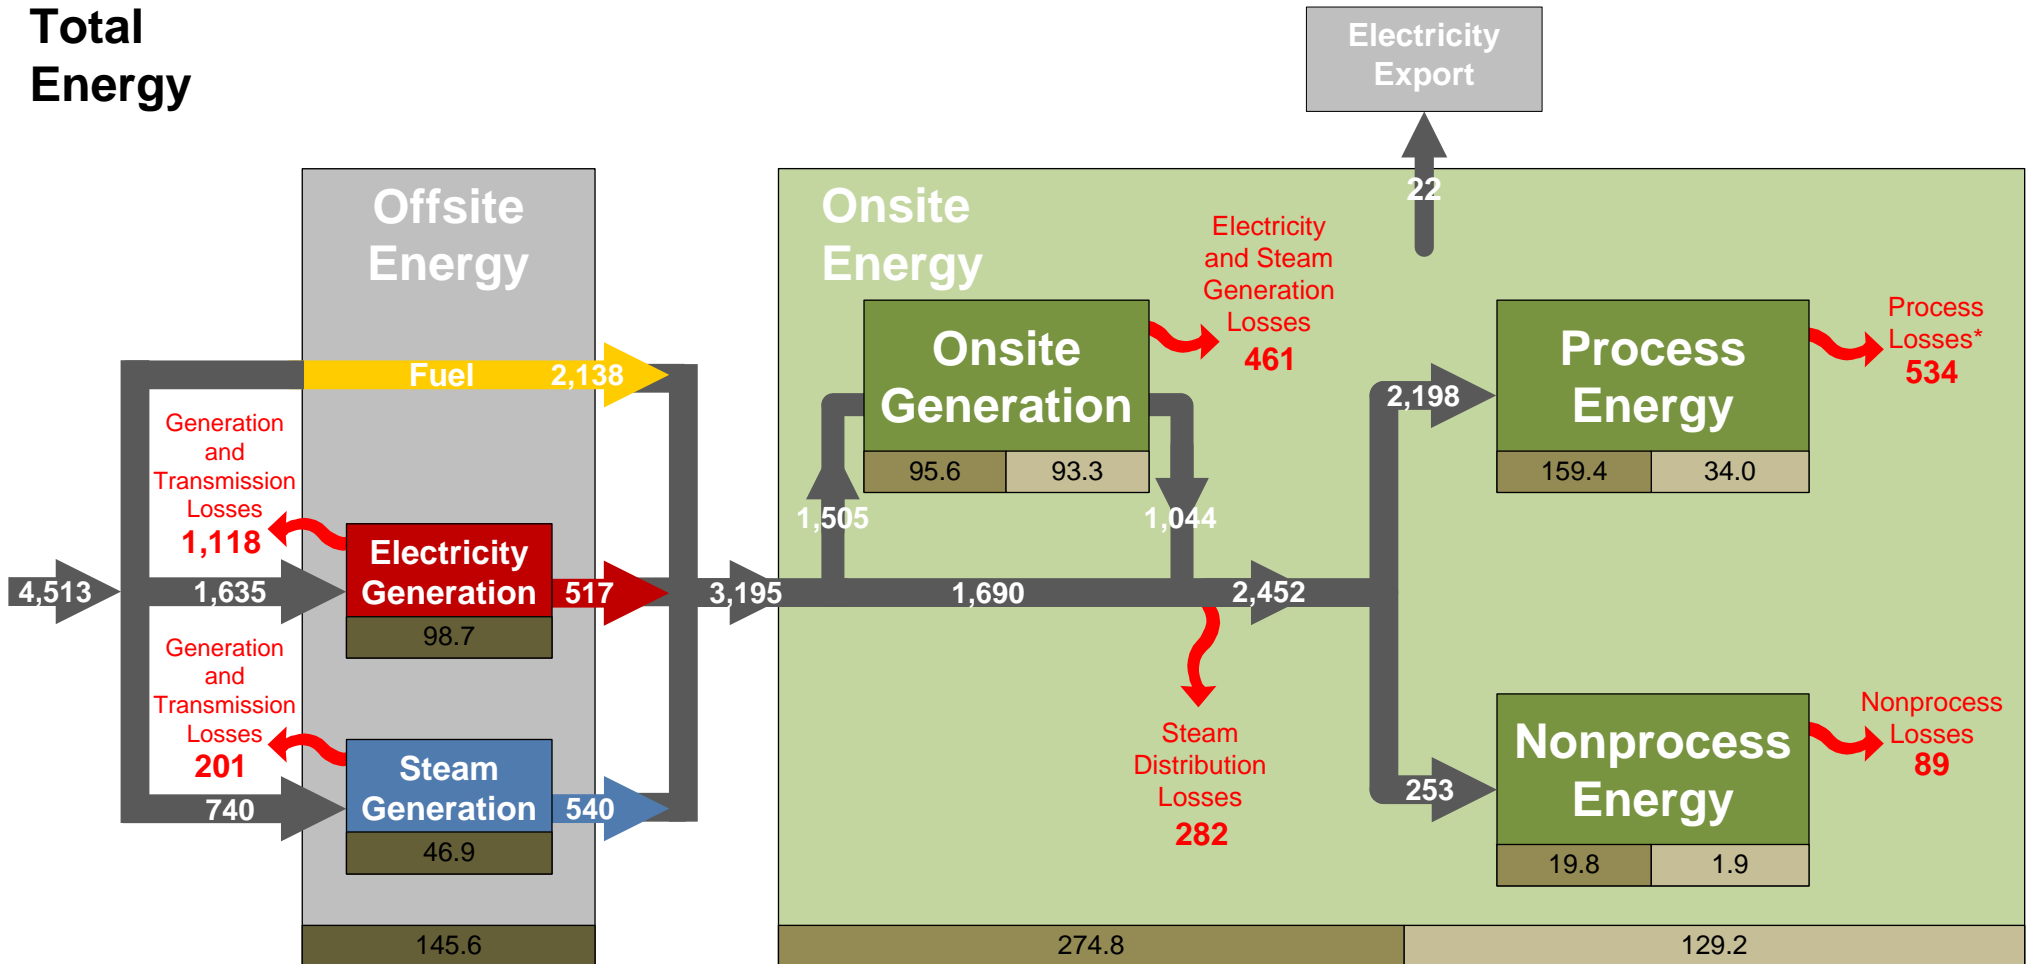 Total
Energy
Electricity
Export
22
Offsite
Energy
Fuel
2,138
Generation
and
Transmission
Losses
1,118
4,513
1,635
Electricity
Generation
517
98.7
Generation
and
Transmission
Losses
201
740
Steam
Generation
540
46.9
145.6
3,195
Onsite
Energy
Onsite
Generation
95.6
93.3
Electricity
and Steam
Generation
Losses
461
1,505
1,044
1,690
2,452
Steam
Distribution
Losses
282
2,198
Process
Energy
159.4
34.0
Process
Losses*
534
253
Nonprocess
Energy
19.8
1.9
Nonprocess
Losses
89
274.8
129.2